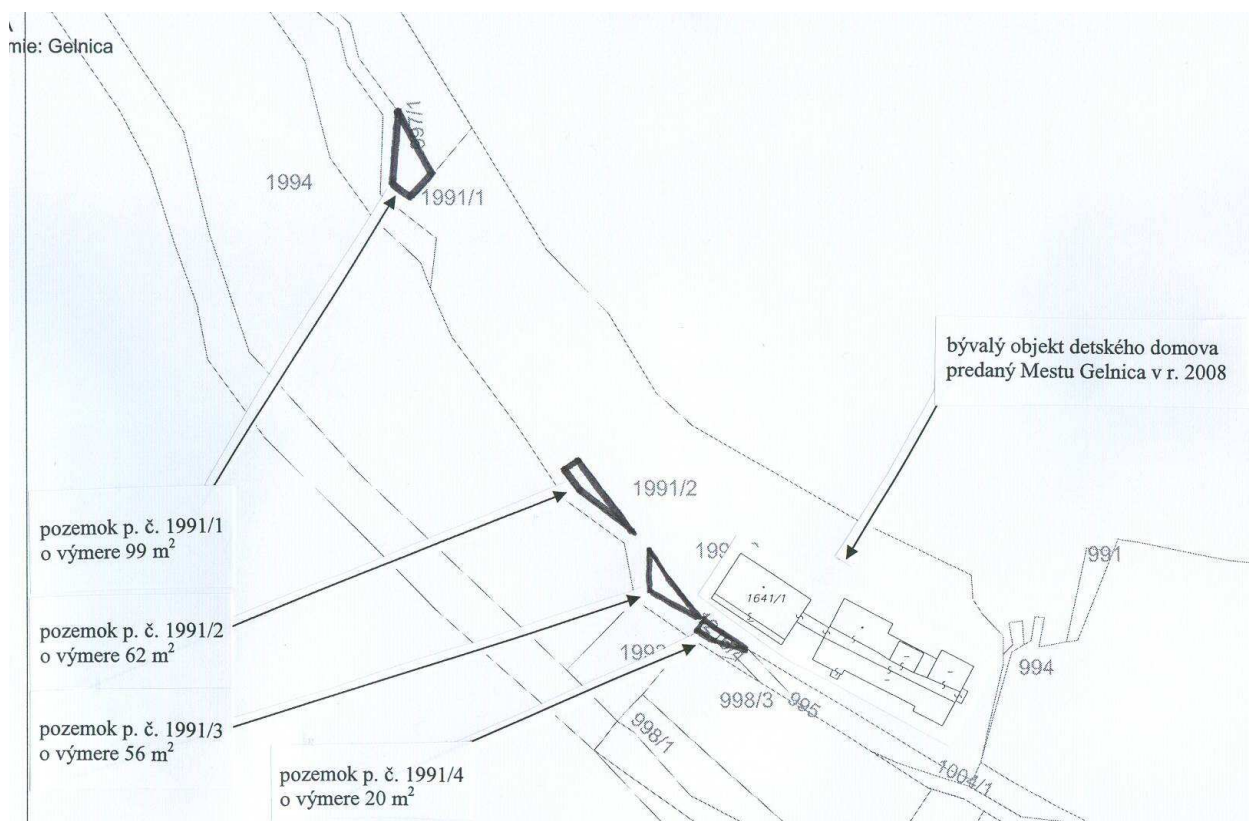 mie: Gelnica
997/1
1994
1991/1
bývalý objekt detského domova
predaný Mestu Gelnica v r. 2008
1991/2
pozemok p. č. 1991/1
o výmere 99 m²
991
1641/1
pozemok p. č. 1991/2
o výmere 62 m²
994
998/3
995
pozemok p. č. 1991/3
o výmere 56 m²
998/1
pozemok p. č. 1991/4
o výmere 20 m²
1004/1